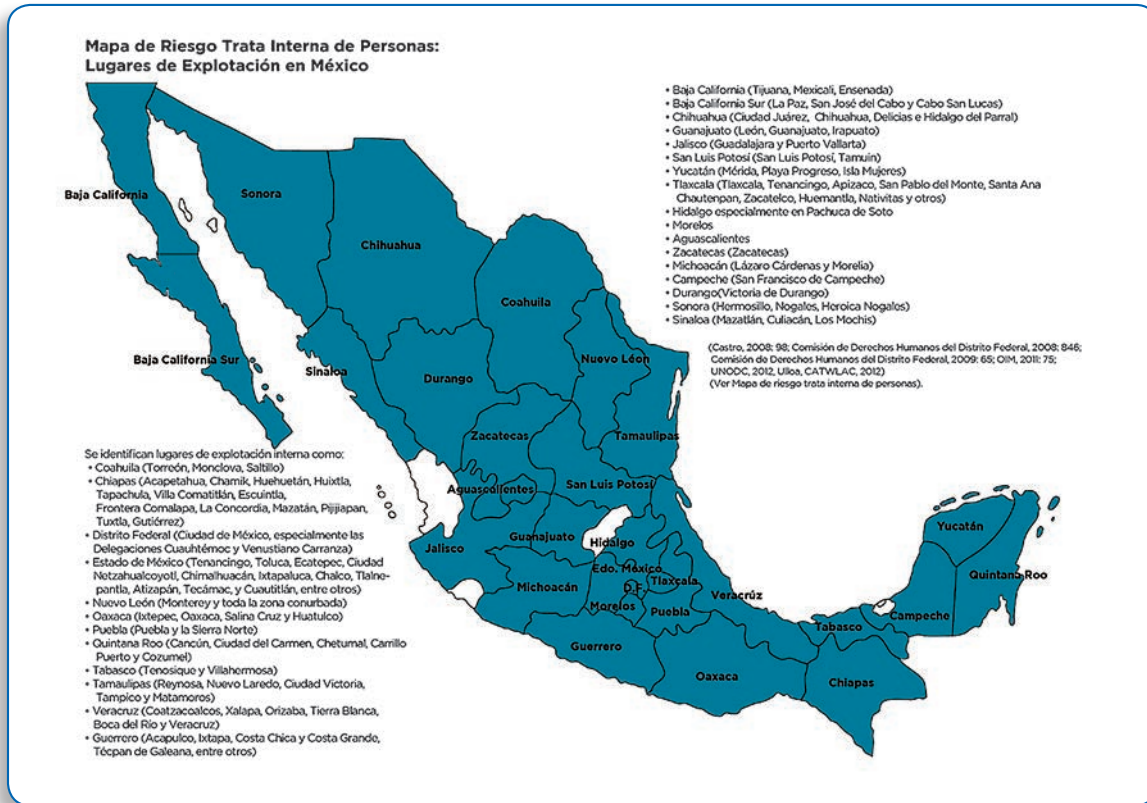 Mapa de Riesgo Trata Interna de Personas:
Lugares de Explotación en México
• Baja California (Tijuana, Mexicali, Ensenada)
• Baja California Sur (La Paz, San José del Cabo y Cabo San Lucas)
• Chihuahua (Ciudad Juárez, Chihuahua, Delicias e Hidalgo del Parral)
• Guanajuato (León, Guanajuato, Irapuato)
• Jalisco (Guadalajara y Puerto Vallarta)
• San Luis Potosí (San Luis Potosí, Tamuin)
• Yucatán (Mérida, Playa Progreso, Isla Mujeres)
• Tlaxcala (Tlaxcala, Tenancingo, Apizaco, San Pablo del Monte, Santa Ana
Chautenpan, Zacatelco, Huemantla, Nativitas y otros)
• Hidalgo especialmente en Pachuca de Soto
• Morelos
• Aguascalientes
• Zacatecas (Zacatecas)
• Michoacán (Lázaro Cárdenas y Morelia)
• Campeche (San Francisco de Campeche)
• Durango(Victoria de Durango)
• Sonora (Hermosillo, Nogales, Heroica Nogales)
• Sinaloa (Mazatlán, Culiacán, Los Mochis)
(Castro, 2008: 98; Comisión de Derechos Humanos del Distrito Federal, 2008: 846;
Comisión de Derechos Humanos del Distrito Federal, 2009: 65; OIM, 2011: 75;
UNODC, 2012, Ulloa, CATWLAC, 2012)
(Ver Mapa de riesgo trata interna de personas).
Baja California
Sonora
Chihuahua
Coahuila
Baja California Sur
Sinaloa
Durango
Nuevo Léon
Zacatecas
Tamaulipas
Aguascalientes
San Luis Potosí
Jalisco
Guanajuato
Hidalgo
Yucatán
Quintana Roo
Michoacán
Edo. México
D.F.
Tlaxcala
Veracrúz
Morelos
Puebla
Campeche
Tabasco
Guerrero
Oaxaca
Chiapas
Se identifican lugares de explotación interna como:
• Coahuila (Torreón, Monclova, Saltillo)
• Chiapas (Acapetahua, Chamik, Huehuetán, Huixtla,
Tapachula, Villa Comatitlán, Escuintla,
Frontera Comalapa, La Concordia, Mazatán, Pijijiapan,
Tuxtla, Gutiérrez)
• Distrito Federal (Ciudad de México, especialmente las
Delegaciones Cuauhtémoc y Venustiano Carranza)
• Estado de México (Tenancingo, Toluca, Ecatepec, Ciudad
Netzahualcoyotl, Chimalhuacán, Ixtapaluca, Chalco, Tlalne-
pantla, Atizapán, Tecámac, y Cuautitlán, entre otros)
• Nuevo León (Monterey y toda la zona conurbada)
• Oaxaca (Ixtepec, Oaxaca, Salina Cruz y Huatulco)
• Puebla (Puebla y la Sierra Norte)
• Quintana Roo (Cancún, Ciudad del Carmen, Chetumal, Carrillo
Puerto y Cozumel)
• Tabasco (Tenosique y Villahermosa)
• Tamaulipas (Reynosa, Nuevo Laredo, Ciudad Victoria,
Tampico y Matamoros)
• Veracruz (Coatzacoalcos, Xalapa, Orizaba, Tierra Blanca,
Boca del Río y Veracruz)
• Guerrero (Acapulco, Ixtapa, Costa Chica y Costa Grande,
Técpan de Galeana, entre otros)